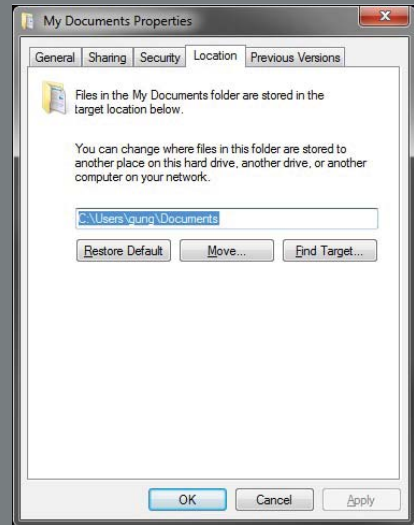 My Documents Properties
x
General Sharing Security Location Previous Versions
Files in the My Documents folder are stored in the
target location below.
You can change where files in this folder are stored to
another place on this hard drive, another drive, or another
computer on your network.
C:\Users\gung\Documents
Restore Default Move... Find Target...
OK Cancel Apply